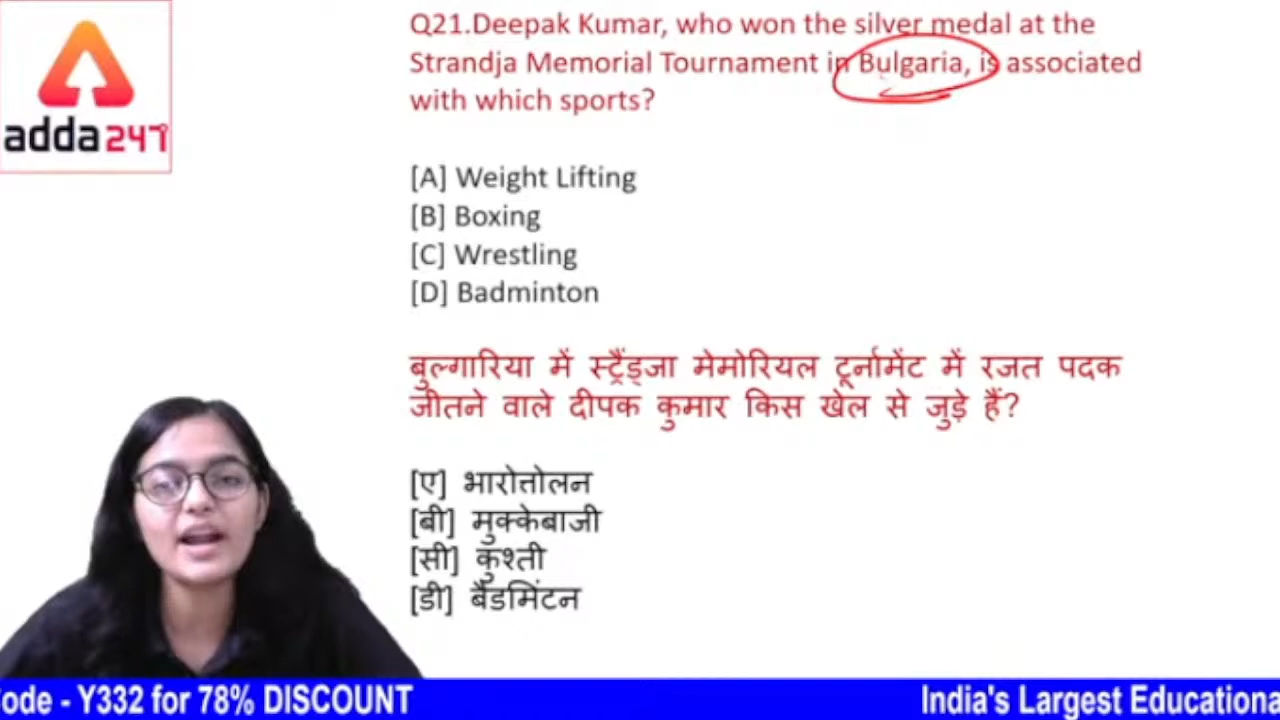 adda247
Q21.Deepak Kumar, who won the silver medal at the
Strandja Memorial Tournament in Bulgaria, is associated
with which sports?
[A] Weight Lifting
[B] Boxing
[C] Wrestling
[D] Badminton
बुल्गारिया में स्ट्रैंड्जा मेमोरियल टूर्नामेंट में रजत पदक
जीतने वाले दीपक कुमार किस खेल से जुड़े हैं?
[ए] भारोत्तोलन
[बी] मुक्केबाजी
[सी] कुश्ती
[डी] बैडमिंटन
ode - Y332 for 78% DISCOUNT
India's Largest Educationa